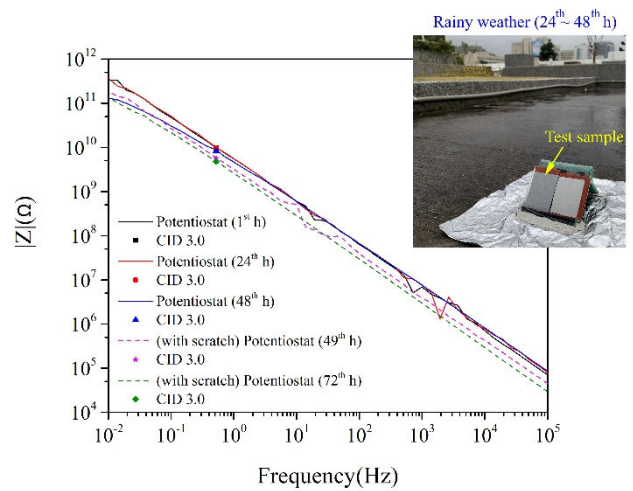 Rainy weather (24th ~ 48th h)
Test sample
10^12
10^11
10^10
10^9
10^8
10^7
10^6
10^5
10^4
|Z|(Ω)
Potentiostat (1st h)
CID 3.0
Potentiostat (24th h)
CID 3.0
Potentiostat (48th h)
CID 3.0
(with scratch) Potentiostat (49th h)
CID 3.0
(with scratch) Potentiostat (72th h)
CID 3.0
10^-2 10^-1 10^0 10^1 10^2 10^3 10^4 10^5
Frequency(Hz)